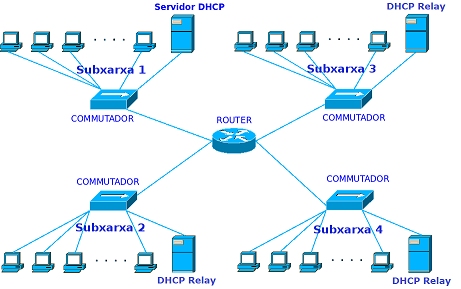 Servidor DHCP
DHCP Relay
Subxarxa 1
Subxarxa 3
COMMUTADOR
COMMUTADOR
ROUTER
COMMUTADOR
COMMUTADOR
Subxarxa 2
Subxarxa 4
DHCP Relay
DHCP Relay